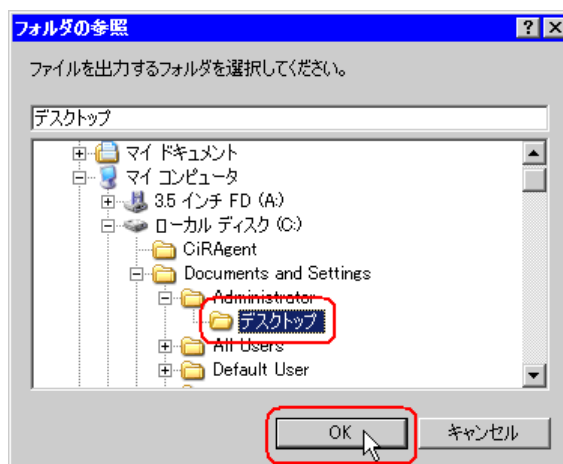 フォルダの参照
ファイルを出力するフォルダを選択してください。
デスクトップ
マイ ドキュメント
マイ コンピュータ
3.5 インチ FD (A:)
ローカル ディスク (C:)
CiRAgent
Documents and Settings
Administrator
デスクトップ
All Users
Default User
OK キャンセル